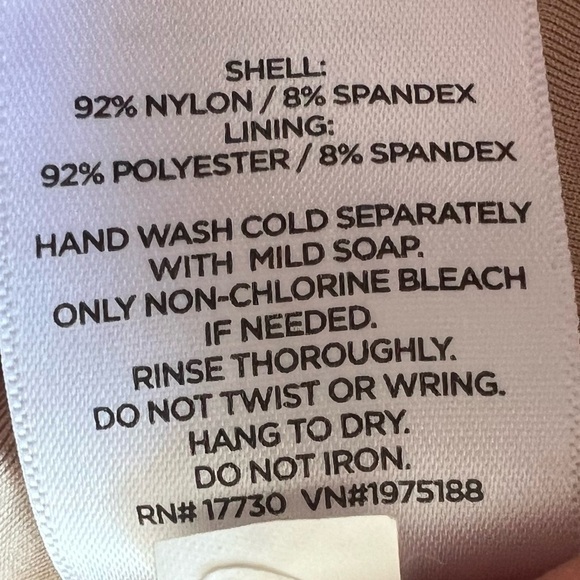 SHELL:
92% NYLON / 8% SPANDEX
LINING:
92% POLYESTER / 8% SPANDEX
HAND WASH COLD SEPARATELY
WITH MILD SOAP.
ONLY NON-CHLORINE BLEACH
IF NEEDED.
RINSE THOROUGHLY.
DO NOT TWIST OR WRING.
HANG TO DRY.
DO NOT IRON.
RN# 17730 VN#1975188